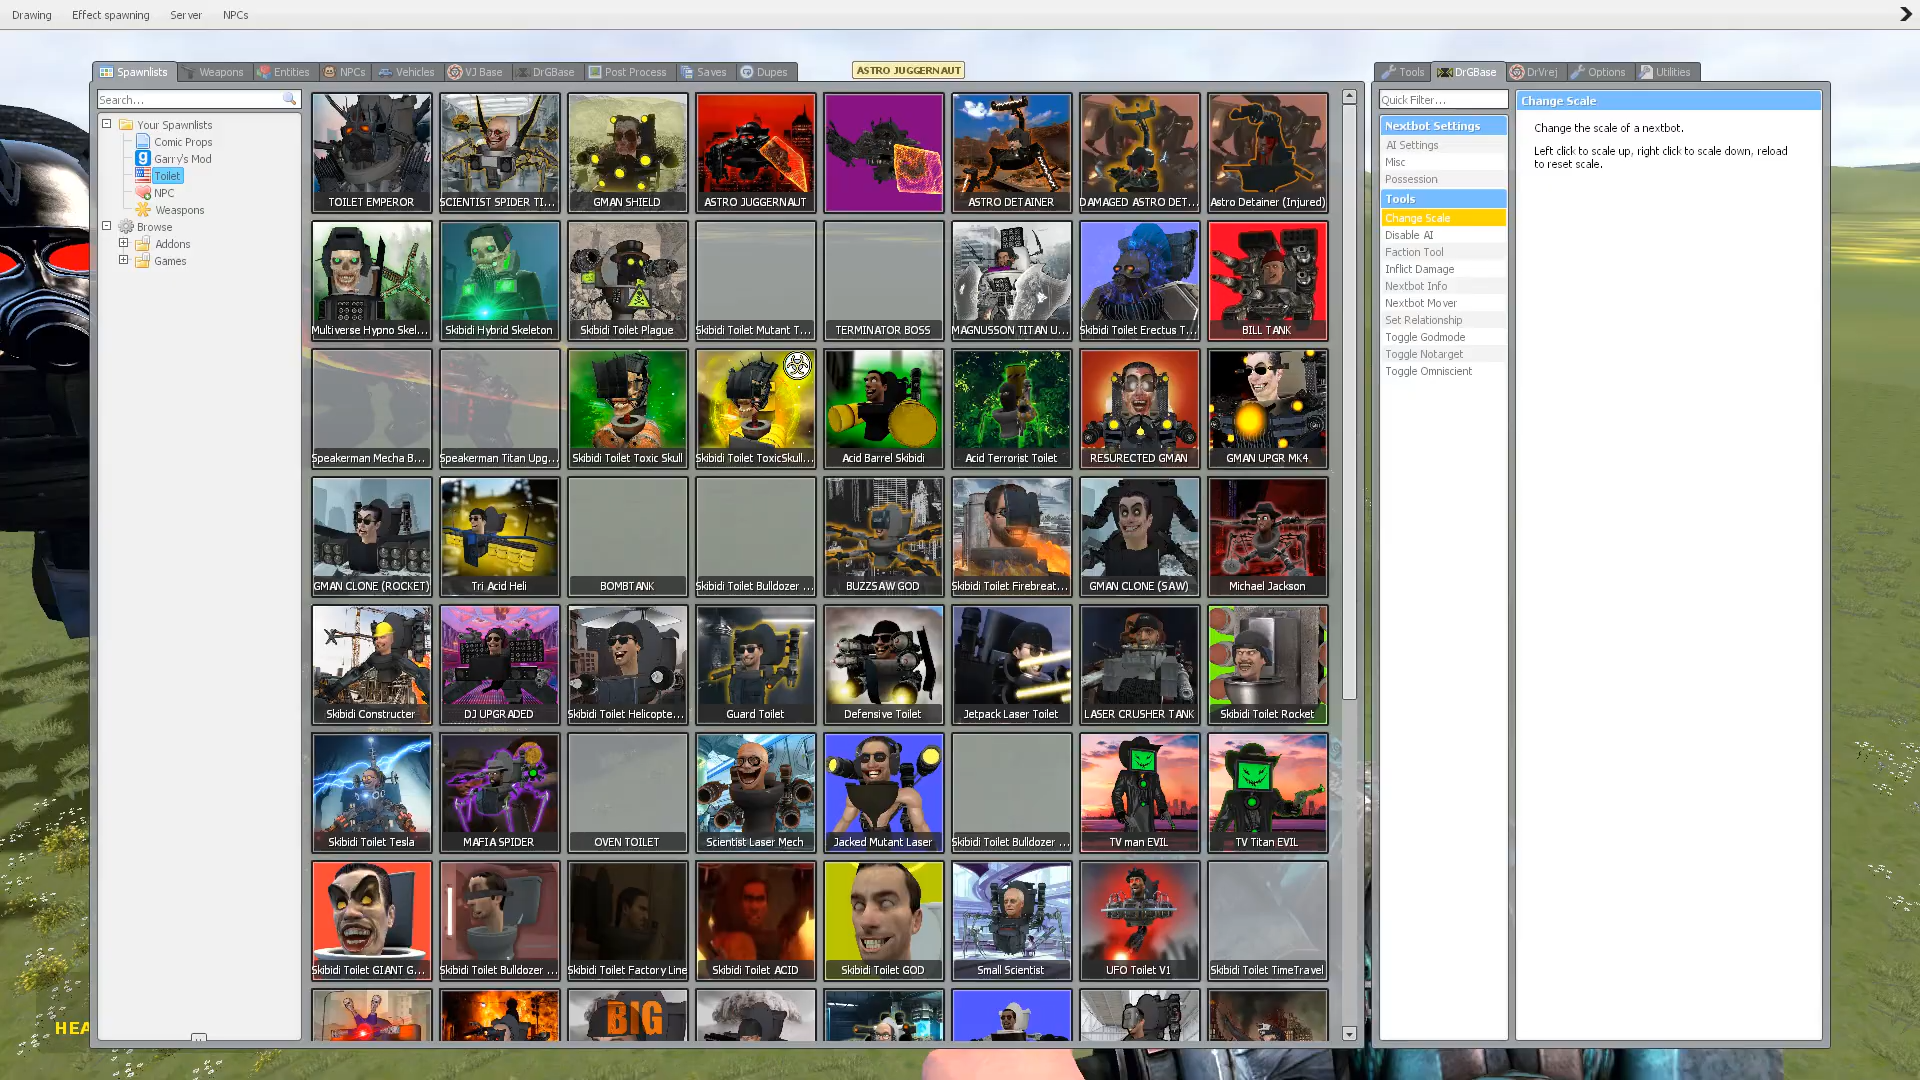 Drawing Effect spawning Server NPCs
Spawnlists Weapons Entities NPCs Vehicles VJ Base DrGBase Post Process Saves Dupes
ASTRO JUGGERNAUT
Tools DrGBase DrVrej Options Utilities
Search...
Your Spawnlists
Comic Props
Garry's Mod
Toilet
NPC
Weapons
Browse
Addons
Games
TOILET EMPEROR SCIENTIST SPIDER TI... GMAN SHIELD ASTRO JUGGERNAUT ASTRO DETAINER DAMAGED ASTRO DET... Astro Detainer (Injured)
Multiverse Hypno Skel... Skibidi Hybrid Skeleton Skibidi Toilet Plague Skibidi Toilet Mutant T... TERMINATOR BOSS MAGNUSSON TITAN U... Skibidi Toilet Erectus T... BILL TANK
Speakerman Mecha B... Speakerman Titan Upg... Skibidi Toilet Toxic Skull Skibidi Toilet ToxicSkull... Acid Barrel Skibidi Acid Terrorist Toilet RESURECTED GMAN GMAN UPGR MK4
GMAN CLONE (ROCKET) Tri Acid Heli BOMBTANK Skibidi Toilet Bulldozer ... BUZZSAW GOD Skibidi Toilet Firebreat... GMAN CLONE (SAW) Michael Jackson
Skibidi Constructer DJ UPGRADED Skibidi Toilet Helicopte... Guard Toilet Defensive Toilet Jetpack Laser Toilet LASER CRUSHER TANK Skibidi Toilet Rocket
Skibidi Toilet Tesla MAFIA SPIDER OVEN TOILET Scientist Laser Mech Jacked Mutant Laser Skibidi Toilet Bulldozer ... TV man EVIL TV Titan EVIL
Skibidi Toilet GIANT G... Skibidi Toilet Bulldozer ... Skibidi Toilet Factory Line Skibidi Toilet ACID Skibidi Toilet GOD Small Scientist UFO Toilet V1 Skibidi Toilet TimeTravel
BIG
HEA
Quick Filter...
Nextbot Settings
AI Settings
Misc
Possession
Tools
Change Scale
Disable AI
Faction Tool
Inflict Damage
Nextbot Info
Nextbot Mover
Set Relationship
Toggle Godmode
Toggle Notarget
Toggle Omniscient
Change Scale
Change the scale of a nextbot.
Left click to scale up, right click to scale down, reload
to reset scale.